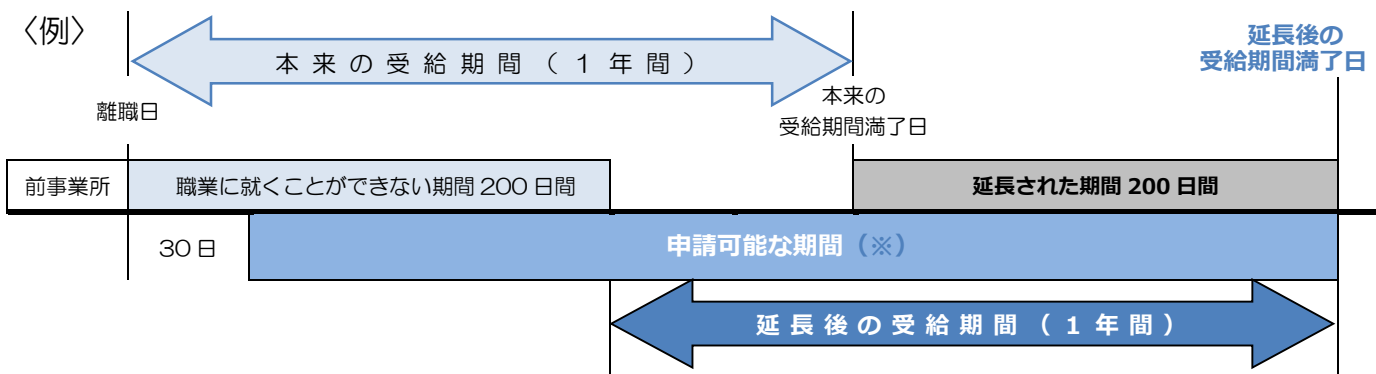 〈例〉
本来の受給期間(1年間)
延長後の
受給期間満了日
離職日
本来の
受給期間満了日
前事業所
職業に就くことができない期間 200 日間
延長された期間 200 日間
30 日
申請可能な期間(※)
延長後の受給期間(1年間)